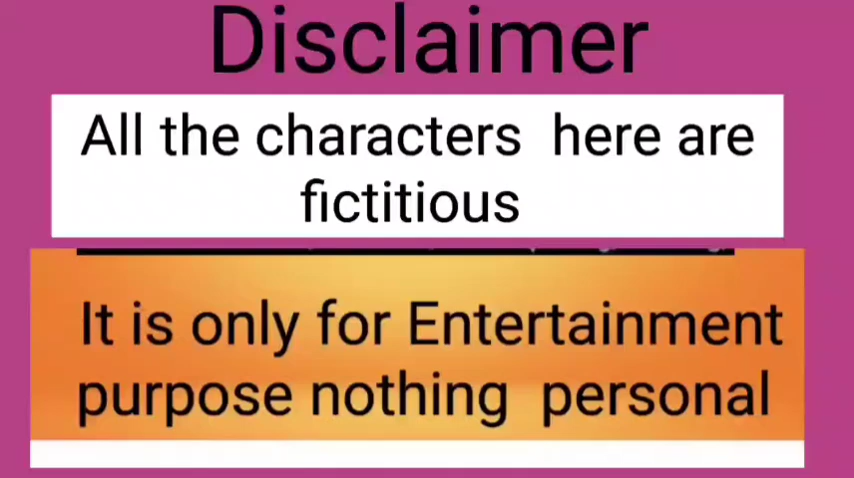 Disclaimer
All the characters here are
fictitious
It is only for Entertainment
purpose nothing personal